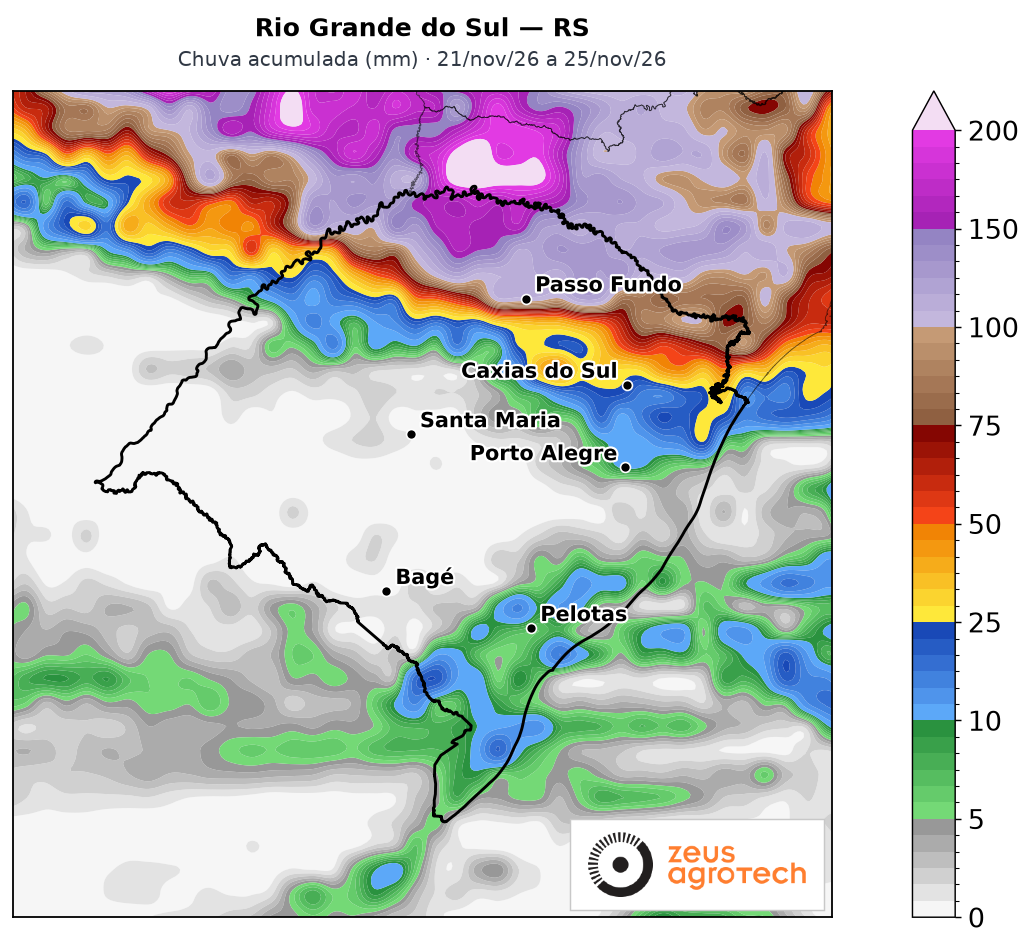 Rio Grande do Sul — RS
Chuva acumulada (mm) · 21/nov/26 a 25/nov/26
Passo Fundo
Caxias do Sul
Santa Maria
Porto Alegre
Bagé
Pelotas
200
150
100
75
50
25
10
5
0
zeus
agrotech